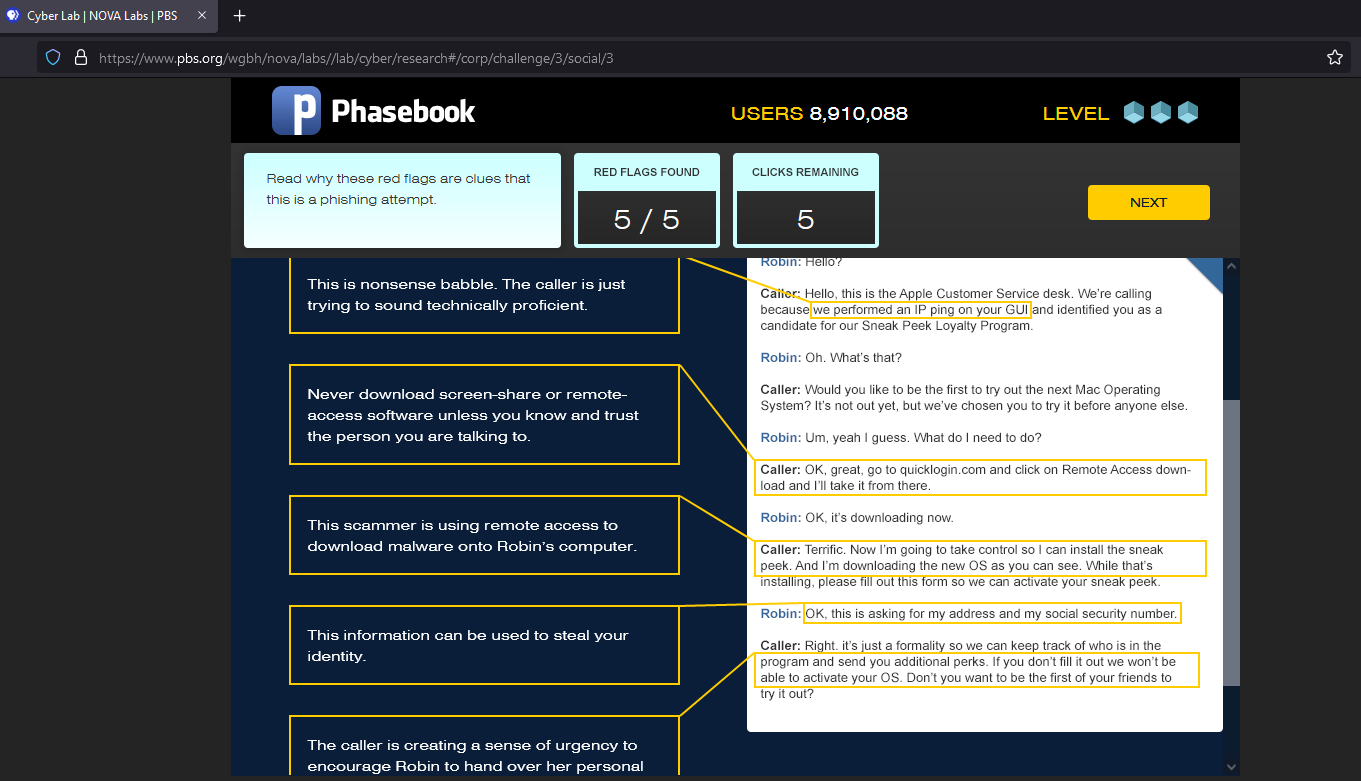 Cyber Lab | NOVA Labs | PBS
https://www.pbs.org/wgbh/nova/labs//lab/cyber/research#/corp/challenge/3/social/3
p Phasebook
USERS 8,910,088
LEVEL
Read why these red flags are clues that
this is a phishing attempt.
RED FLAGS FOUND
5 / 5
CLICKS REMAINING
5
NEXT
This is nonsense babble. The caller is just
trying to sound technically proficient.
Never download screen-share or remote-
access software unless you know and trust
the person you are talking to.
This scammer is using remote access to
download malware onto Robin's computer.
This information can be used to steal your
identity.
The caller is creating a sense of urgency to
encourage Robin to hand over her personal
Robin: Hello?
Caller: Hello, this is the Apple Customer Service desk. We're calling
because we performed an IP ping on your GUI and identified you as a
candidate for our Sneak Peek Loyalty Program.
Robin: Oh. What's that?
Caller: Would you like to be the first to try out the next Mac Operating
System? It's not out yet, but we've chosen you to try it before anyone else.
Robin: Um, yeah I guess. What do I need to do?
Caller: OK, great, go to quicklogin.com and click on Remote Access down-
load and I'll take it from there.
Robin: OK, it's downloading now.
Caller: Terrific. Now I'm going to take control so I can install the sneak
peek. And I'm downloading the new OS as you can see. While that's
installing, please fill out this form so we can activate your sneak peek.
Robin: OK, this is asking for my address and my social security number.
Caller: Right. it's just a formality so we can keep track of who is in the
program and send you additional perks. If you don't fill it out we won't be
able to activate your OS. Don't you want to be the first of your friends to
try it out?